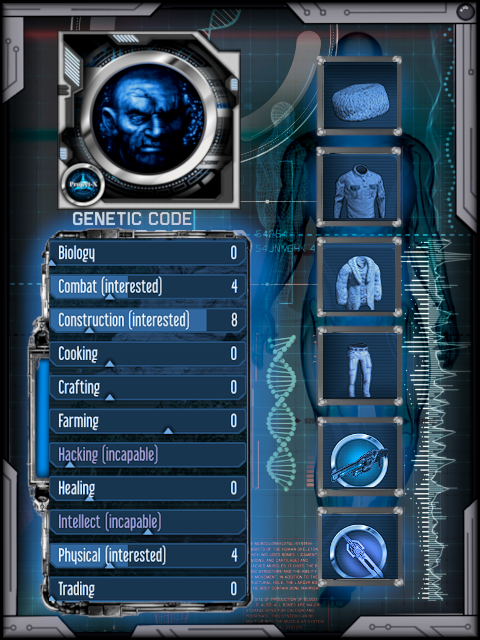 Project-X
GENETIC CODE
Biology 0
Combat (interested) 4
Construction (interested) 8
Cooking 0
Crafting 0
Farming 0
Hacking (incapable)
Healing 0
Intellect (incapable)
Physical (interested) 4
Trading 0